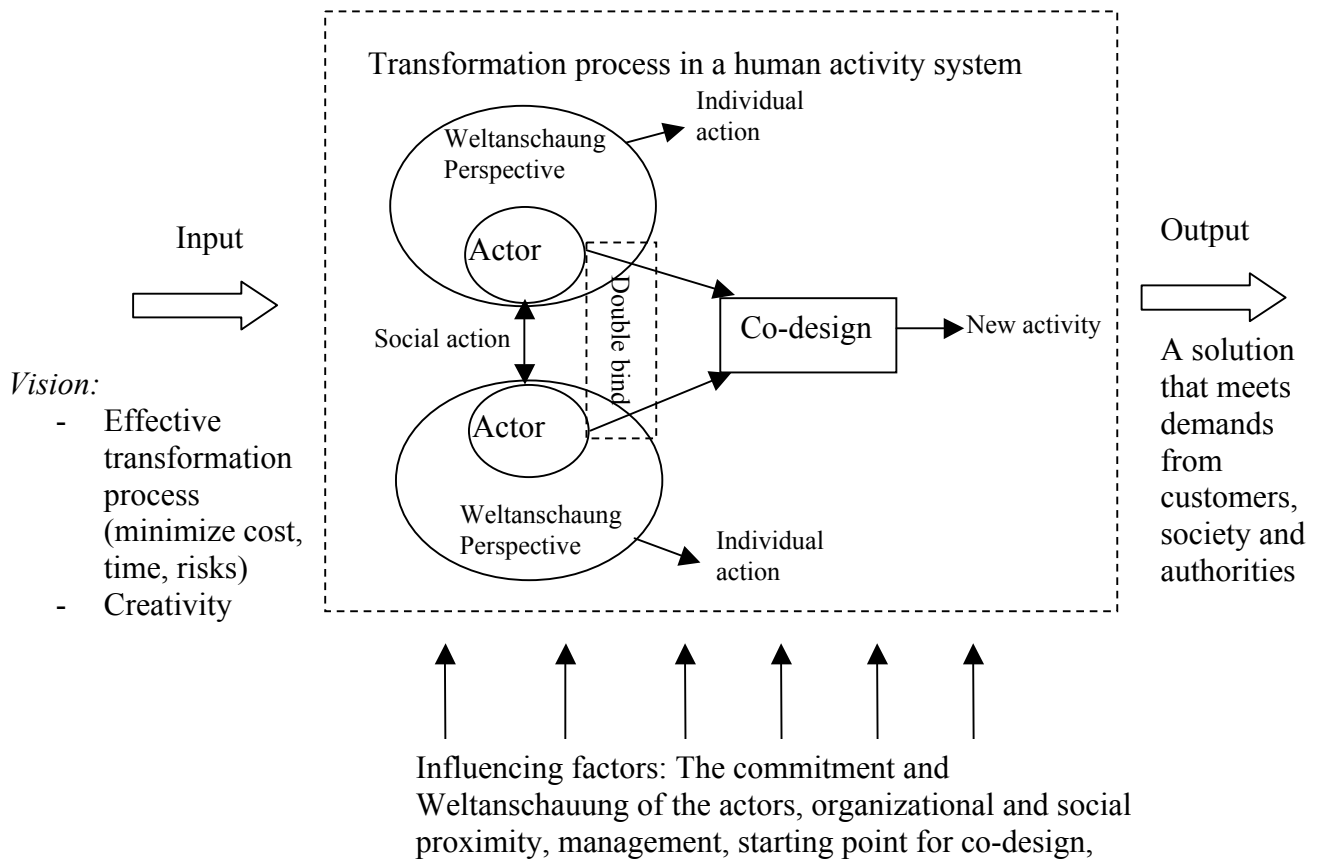 Transformation process in a human activity system
Individual
action
Weltanschaung
Perspective
Actor
Input
Output
Double bind
Social action
Co-design
New activity
Vision:
- Effective
transformation
process
(minimize cost,
time, risks)
- Creativity
A solution
that meets
demands
from
customers,
society and
authorities
Actor
Weltanschaung
Perspective
Individual
action
Influencing factors: The commitment and
Weltanschauung of the actors, organizational and social
proximity, management, starting point for co-design,